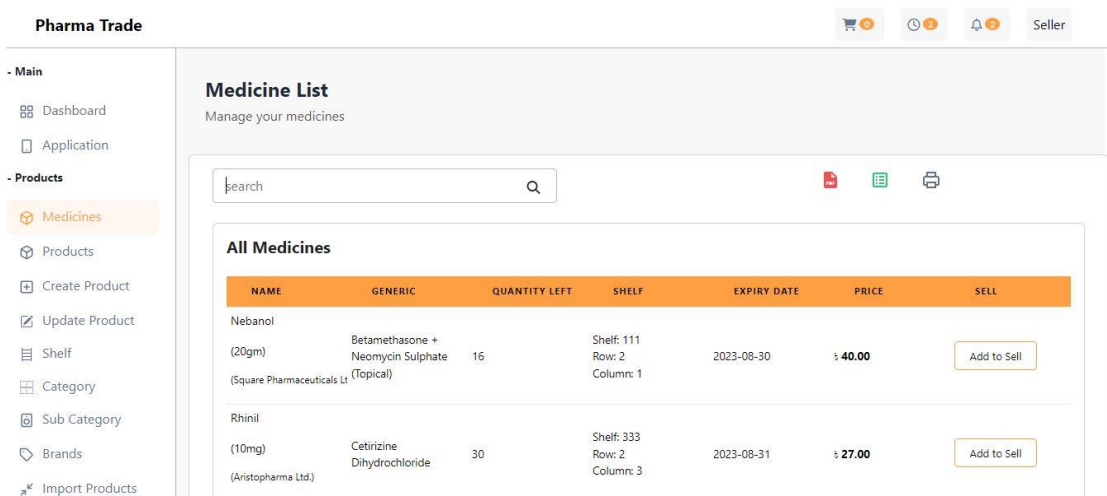 Pharma Trade
0
2
2
Seller
- Main
Dashboard
Application
- Products
Medicines
Products
Create Product
Update Product
Shelf
Category
Sub Category
Brands
Import Products
Medicine List
Manage your medicines
search
PDF
All Medicines
NAME GENERIC QUANTITY LEFT SHELF EXPIRY DATE PRICE SELL
Nebanol
(20gm)
(Square Pharmaceuticals Lt
Betamethasone +
Neomycin Sulphate
(Topical)
16
Shelf: 111
Row: 2
Column: 1
2023-08-30
৳ 40.00
Add to Sell
Rhinil
(10mg)
(Aristopharma Ltd.)
Cetirizine
Dihydrochloride
30
Shelf: 333
Row: 2
Column: 3
2023-08-31
৳ 27.00
Add to Sell